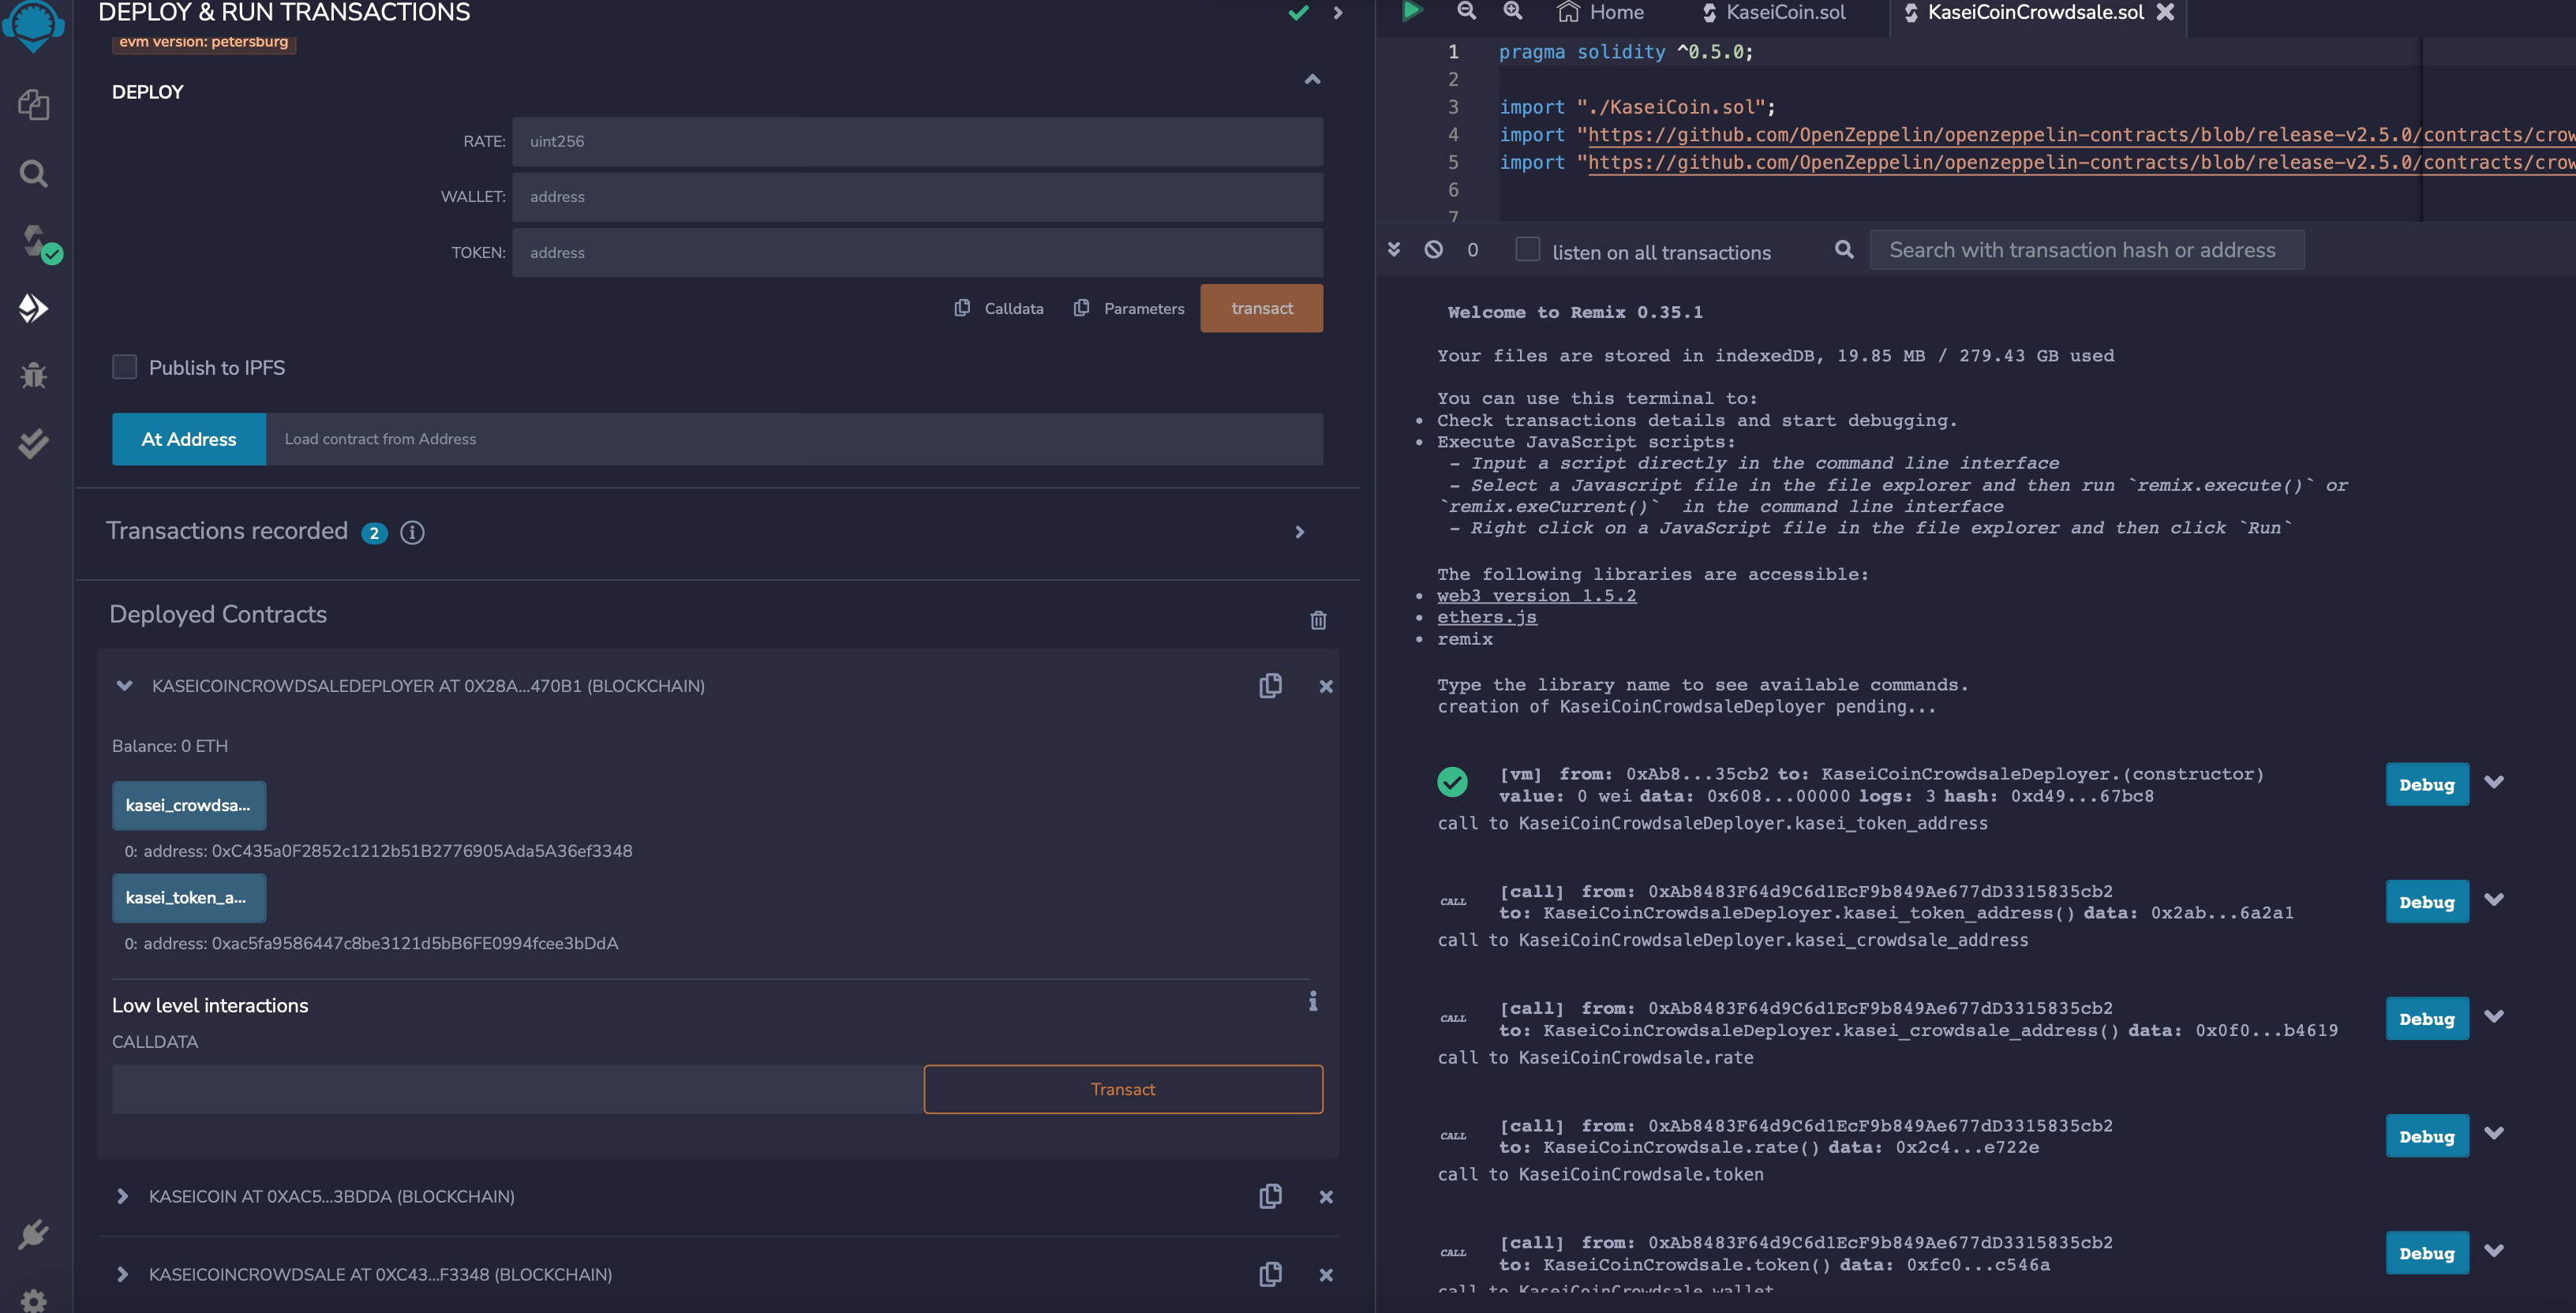 DEPLOY & RUN TRANSACTIONS
evm version: petersburg
DEPLOY
RATE: uint256
WALLET: address
TOKEN: address
Calldata Parameters transact
Publish to IPFS
At Address Load contract from Address
Transactions recorded 2 i
Deployed Contracts
KASEICOINCROWDSALEDEPLOYER AT 0X28A...470B1 (BLOCKCHAIN)
Balance: 0 ETH
kasei_crowdsa...
0: address: 0xC435a0F2852c1212b51B2776905Ada5A36ef3348
kasei_token_a...
0: address: 0xac5fa9586447c8be3121d5bB6FE0994fcee3bDdA
Low level interactions
CALLDATA
Transact
KASEICOIN AT 0XAC5...3BDDA (BLOCKCHAIN)
KASEICOINCROWDSALE AT 0XC43...F3348 (BLOCKCHAIN)
Home KaseiCoin.sol KaseiCoinCrowdsale.sol
1 pragma solidity ^0.5.0;
2
3 import "./KaseiCoin.sol";
4 import "https://github.com/OpenZeppelin/openzeppelin-contracts/blob/release-v2.5.0/contracts/crow
5 import "https://github.com/OpenZeppelin/openzeppelin-contracts/blob/release-v2.5.0/contracts/crow
6
7
0 listen on all transactions Search with transaction hash or address
Welcome to Remix 0.35.1
Your files are stored in indexedDB, 19.85 MB / 279.43 GB used
You can use this terminal to:
• Check transactions details and start debugging.
• Execute JavaScript scripts:
- Input a script directly in the command line interface
- Select a Javascript file in the file explorer and then run `remix.execute()` or
`remix.exeCurrent()` in the command line interface
- Right click on a JavaScript file in the file explorer and then click `Run`
The following libraries are accessible:
• web3 version 1.5.2
• ethers.js
• remix
Type the library name to see available commands.
creation of KaseiCoinCrowdsaleDeployer pending...
[vm] from: 0xAb8...35cb2 to: KaseiCoinCrowdsaleDeployer.(constructor)
value: 0 wei data: 0x608...00000 logs: 3 hash: 0xd49...67bc8
Debug
call to KaseiCoinCrowdsaleDeployer.kasei_token_address
CALL [call] from: 0xAb8483F64d9C6d1EcF9b849Ae677dD3315835cb2
to: KaseiCoinCrowdsaleDeployer.kasei_token_address() data: 0x2ab...6a2a1
Debug
call to KaseiCoinCrowdsaleDeployer.kasei_crowdsale_address
CALL [call] from: 0xAb8483F64d9C6d1EcF9b849Ae677dD3315835cb2
to: KaseiCoinCrowdsaleDeployer.kasei_crowdsale_address() data: 0x0f0...b4619
Debug
call to KaseiCoinCrowdsale.rate
CALL [call] from: 0xAb8483F64d9C6d1EcF9b849Ae677dD3315835cb2
to: KaseiCoinCrowdsale.rate() data: 0x2c4...e722e
Debug
call to KaseiCoinCrowdsale.token
CALL [call] from: 0xAb8483F64d9C6d1EcF9b849Ae677dD3315835cb2
to: KaseiCoinCrowdsale.token() data: 0xfc0...c546a
Debug
call to KaseiCoinCrowdsale.wallet